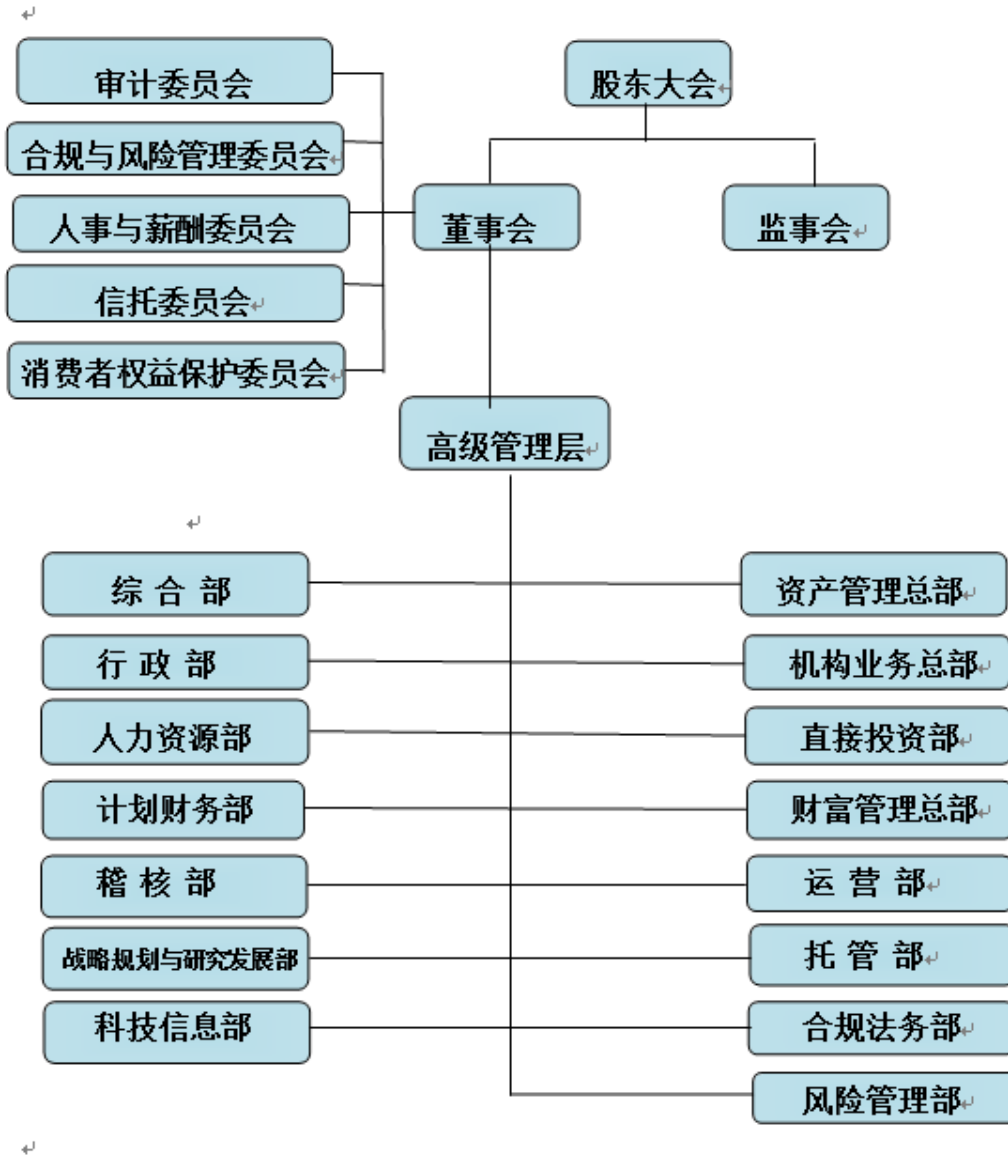 审计委员会
股东大会
合规与风险管理委员会
人事与薪酬委员会
董事会
监事会
信托委员会
消费者权益保护委员会
高级管理层
综 合 部
资产管理总部
行 政 部
机构业务总部
人力资源部
直接投资部
计划财务部
财富管理总部
稽 核 部
运 营 部
战略规划与研究发展部
托 管 部
科技信息部
合规法务部
风险管理部